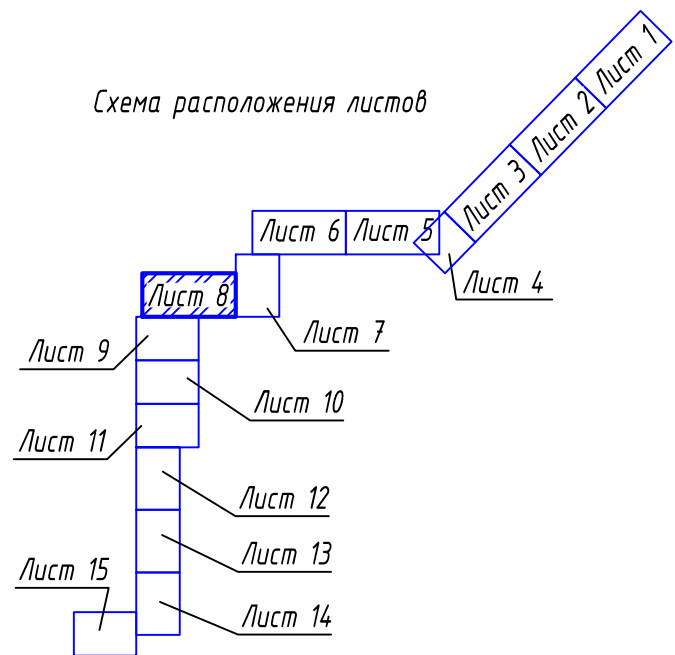 Схема расположения листов
Лист 1
Лист 2
Лист 3
Лист 4
Лист 5
Лист 6
Лист 7
Лист 8
Лист 9
Лист 10
Лист 11
Лист 12
Лист 13
Лист 14
Лист 15